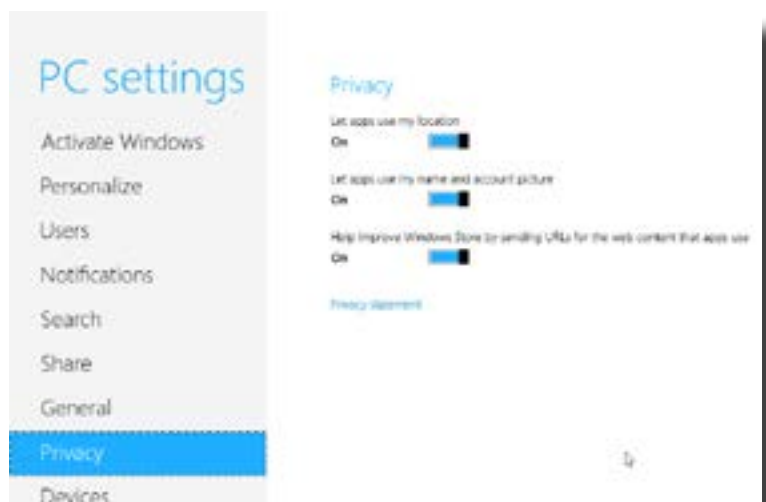 PC settings
Activate Windows
Personalize
Users
Notifications
Search
Share
General
Privacy
Devices
Privacy
Let apps use my location
On
Let apps use my name and account picture
On
Help improve Windows Store by sending URLs for the web content that apps use
On
Privacy statement